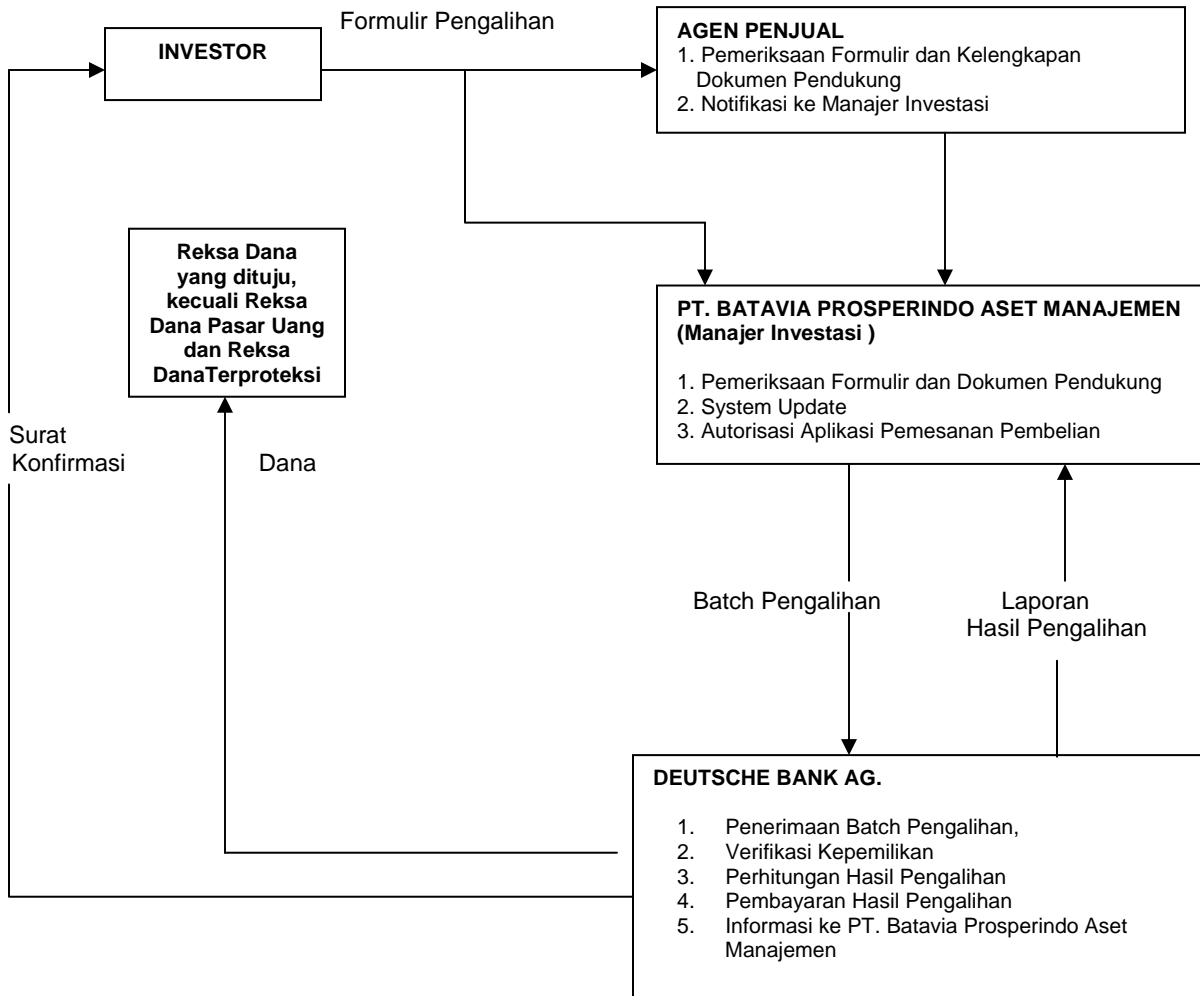 Formulir Pengalihan
INVESTOR
AGEN PENJUAL
1. Pemeriksaan Formulir dan Kelengkapan
Dokumen Pendukung
2. Notifikasi ke Manajer Investasi
Reksa Dana
yang dituju,
kecuali Reksa
Dana Pasar Uang
dan Reksa
DanaTerproteksi
PT. BATAVIA PROSPERINDO ASET MANAJEMEN
(Manajer Investasi )
1. Pemeriksaan Formulir dan Dokumen Pendukung
2. System Update
3. Autorisasi Aplikasi Pemesanan Pembelian
Surat
Konfirmasi
Dana
Batch Pengalihan
Laporan
Hasil Pengalihan
DEUTSCHE BANK AG.
1. Penerimaan Batch Pengalihan,
2. Verifikasi Kepemilikan
3. Perhitungan Hasil Pengalihan
4. Pembayaran Hasil Pengalihan
5. Informasi ke PT. Batavia Prosperindo Aset
Manajemen